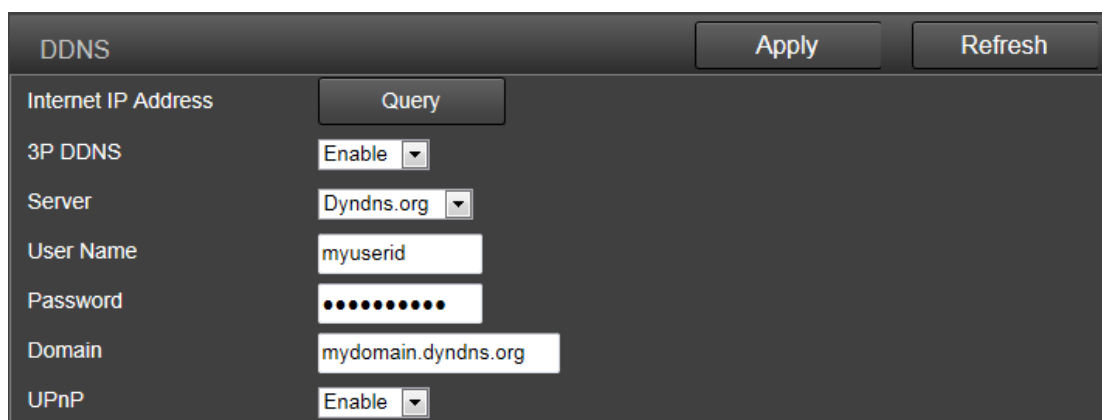 DDNS Apply Refresh
Internet IP Address Query
3P DDNS Enable
Server Dyndns.org
User Name myuserid
Password ●●●●●●●●●●
Domain mydomain.dyndns.org
UPnP Enable